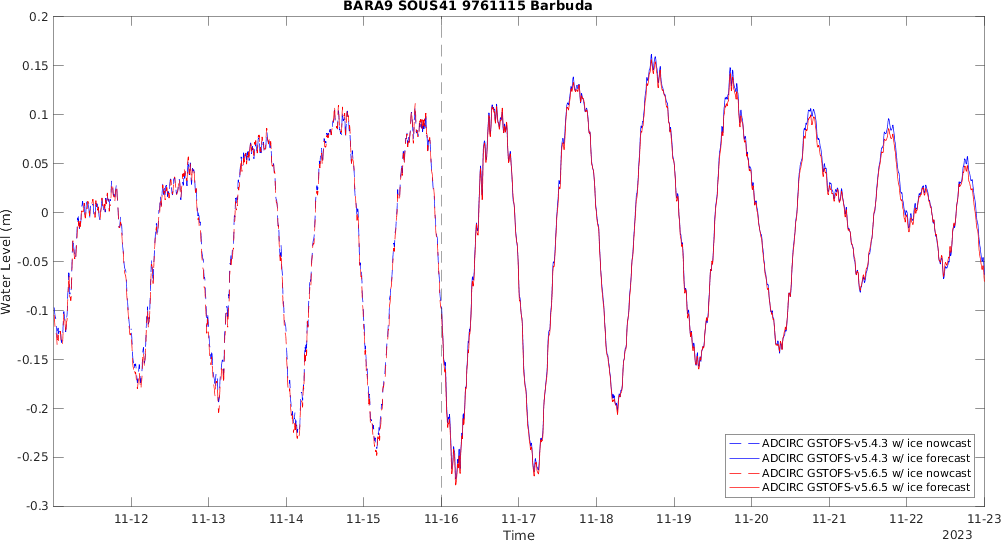 BARA9 SOUS41 9761115 Barbuda
Water Level (m)
0.2
0.15
0.1
0.05
0
-0.05
-0.1
-0.15
-0.2
-0.25
-0.3
ADCIRC GSTOFS-v5.4.3 w/ ice nowcast
ADCIRC GSTOFS-v5.4.3 w/ ice forecast
ADCIRC GSTOFS-v5.6.5 w/ ice nowcast
ADCIRC GSTOFS-v5.6.5 w/ ice forecast
11-12 11-13 11-14 11-15 11-16 11-17 11-18 11-19 11-20 11-21 11-22 11-23
Time
2023